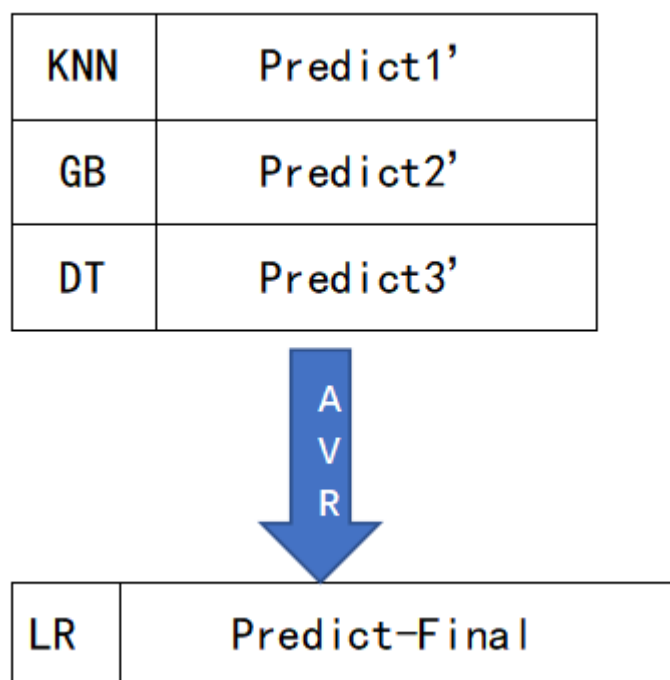 KNN Predict1’
GB Predict2’
DT Predict3’
A
V
R
LR Predict-Final